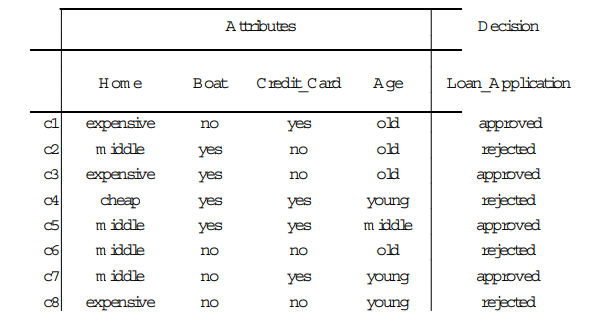 Attributes Decision
Home Boat Credit_Card Age Loan_Application
c1 expensive no yes old approved
c2 middle yes no old rejected
c3 expensive yes no old approved
c4 cheap yes yes young rejected
c5 middle yes yes middle approved
c6 middle no no old rejected
c7 middle no yes young approved
c8 expensive no no young rejected